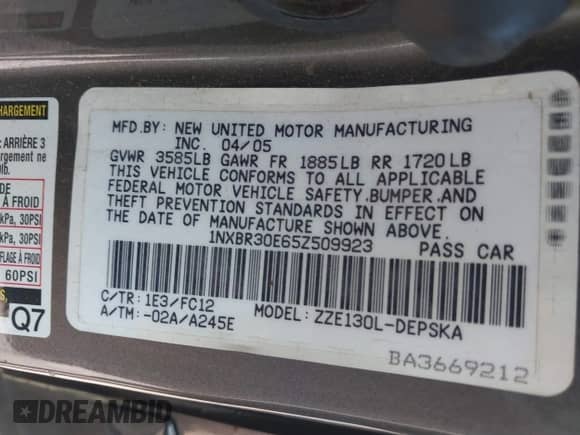 HARGEMENT
: ARRIÈRE 3
argement ne
lb.
DE
À FROID
kPa, 30PSI
kPa, 30PSI
FLAGE À FROID
60PSI
Q7
MFD.BY: NEW UNITED MOTOR MANUFACTURING
INC. 04/05
GVWR 3585LB GAWR FR 1885LB RR 1720LB
THIS VEHICLE CONFORMS TO ALL APPLICABLE
FEDERAL MOTOR VEHICLE SAFETY.BUMPER.AND
THEFT PREVENTION STANDARDS IN EFFECT ON
THE DATE OF MANUFACTURE SHOWN ABOVE.
1NXBR30E65Z509923 PASS CAR
C/TR: 1E3/FC12 MODEL: ZZE130L-DEPSKA
A/TM: -02A/A245E
BA3669212
DREAMBID